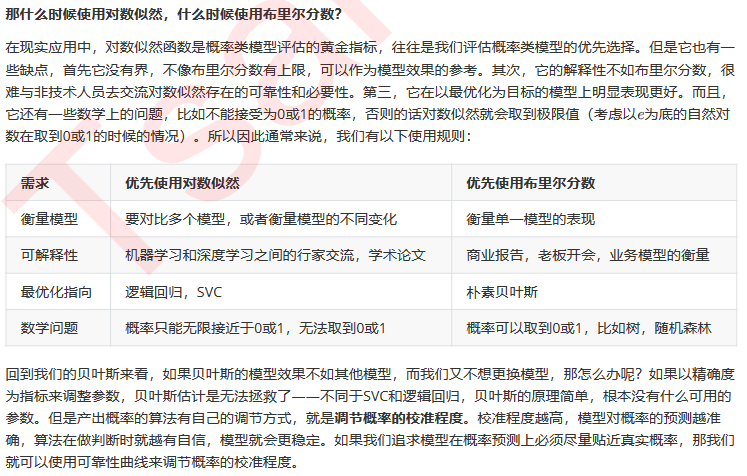 那什么时候使用对数似然，什么时候使用布里尔分数？
在现实应用中，对数似然函数是概率类模型评估的黄金指标，往往是我们评估概率类模型的优先选择。但是它也有一
些缺点，首先它没有界，不像布里尔分数有上限，可以作为模型效果的参考。其次，它的解释性不如布里尔分数，很
难与非技术人员去交流对数似然存在的可靠性和必要性。第三，它在以最优化为目标的模型上明显表现更好。而且，
它还有一些数学上的问题，比如不能接受为0或1的概率，否则的话对数似然就会取到极限值（考虑以e为底的自然对
数在取到0或1的时候的情况）。所以因此通常来说，我们有以下使用规则：
需求 优先使用对数似然 优先使用布里尔分数
衡量模型 要对比多个模型，或者衡量模型的不同变化 衡量单一模型的表现
可解释性 机器学习和深度学习之间的行家交流，学术论文 商业报告，老板开会，业务模型的衡量
最优化指向 逻辑回归，SVC 朴素贝叶斯
数学问题 概率只能无限接近于0或1，无法取到0或1 概率可以取到0或1，比如树，随机森林
回到我们的贝叶斯来看，如果贝叶斯的模型效果不如其他模型，而我们又不想更换模型，那怎么办呢？如果以精确度
为指标来调整参数，贝叶斯估计是无法拯救了——不同于SVC和逻辑回归，贝叶斯的原理简单，根本没有什么可用的
参数。但是产出概率的算法有自己的调节方式，就是调节概率的校准程度。校准程度越高，模型对概率的预测越准
确，算法在做判断时就越有自信，模型就会更稳定。如果我们追求模型在概率预测上必须尽量贴近真实概率，那我们
就可以使用可靠性曲线来调节概率的校准程度。